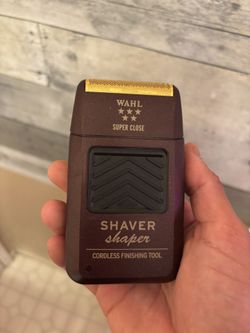 WAHL
SUPER CLOSE
SHAVER
shaper
CORDLESS FINISHING TOOL